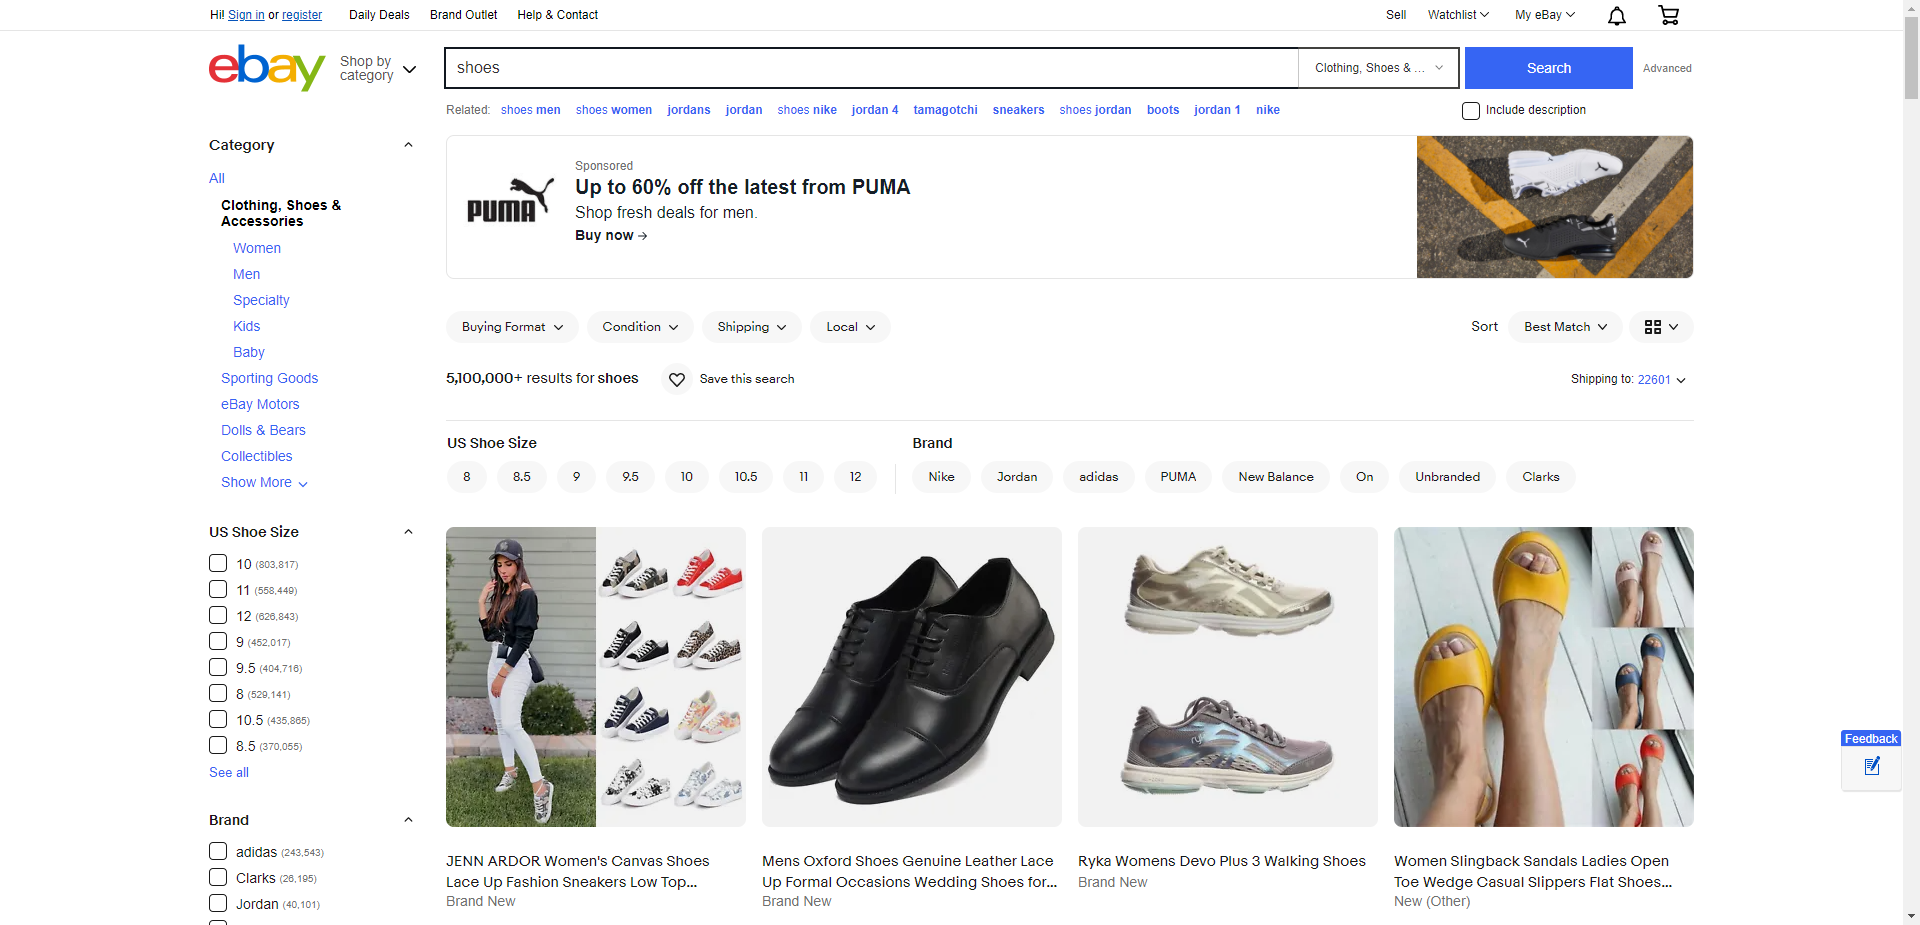 Hi! Sign in or register
Daily Deals
Brand Outlet
Help & Contact
Sell
Watchlist
My eBay
ebay
Shop by
category
shoes
Clothing, Shoes & ...
Search
Advanced
Related: shoes men shoes women jordans jordan shoes nike jordan 4 tamagotchi sneakers shoes jordan boots jordan 1 nike
Include description
Category
All
Clothing, Shoes &
Accessories
Women
Men
Specialty
Kids
Baby
Sporting Goods
eBay Motors
Dolls & Bears
Collectibles
Show More
US Shoe Size
10 (803,817)
11 (558,449)
12 (626,843)
9 (452,017)
9.5 (404,716)
8 (529,141)
10.5 (435,865)
8.5 (370,055)
See all
Brand
adidas (243,543)
Clarks (26,195)
Jordan (40,101)
PUMA
Sponsored
Up to 60% off the latest from PUMA
Shop fresh deals for men.
Buy now →
Buying Format
Condition
Shipping
Local
Sort
Best Match
5,100,000+ results for shoes
Save this search
Shipping to: 22601
US Shoe Size
8 8.5 9 9.5 10 10.5 11 12
Brand
Nike Jordan adidas PUMA New Balance On Unbranded Clarks
JENN ARDOR Women's Canvas Shoes
Lace Up Fashion Sneakers Low Top...
Brand New
Mens Oxford Shoes Genuine Leather Lace
Up Formal Occasions Wedding Shoes for...
Brand New
Ryka Womens Devo Plus 3 Walking Shoes
Brand New
Women Slingback Sandals Ladies Open
Toe Wedge Casual Slippers Flat Shoes...
New (Other)
Feedback